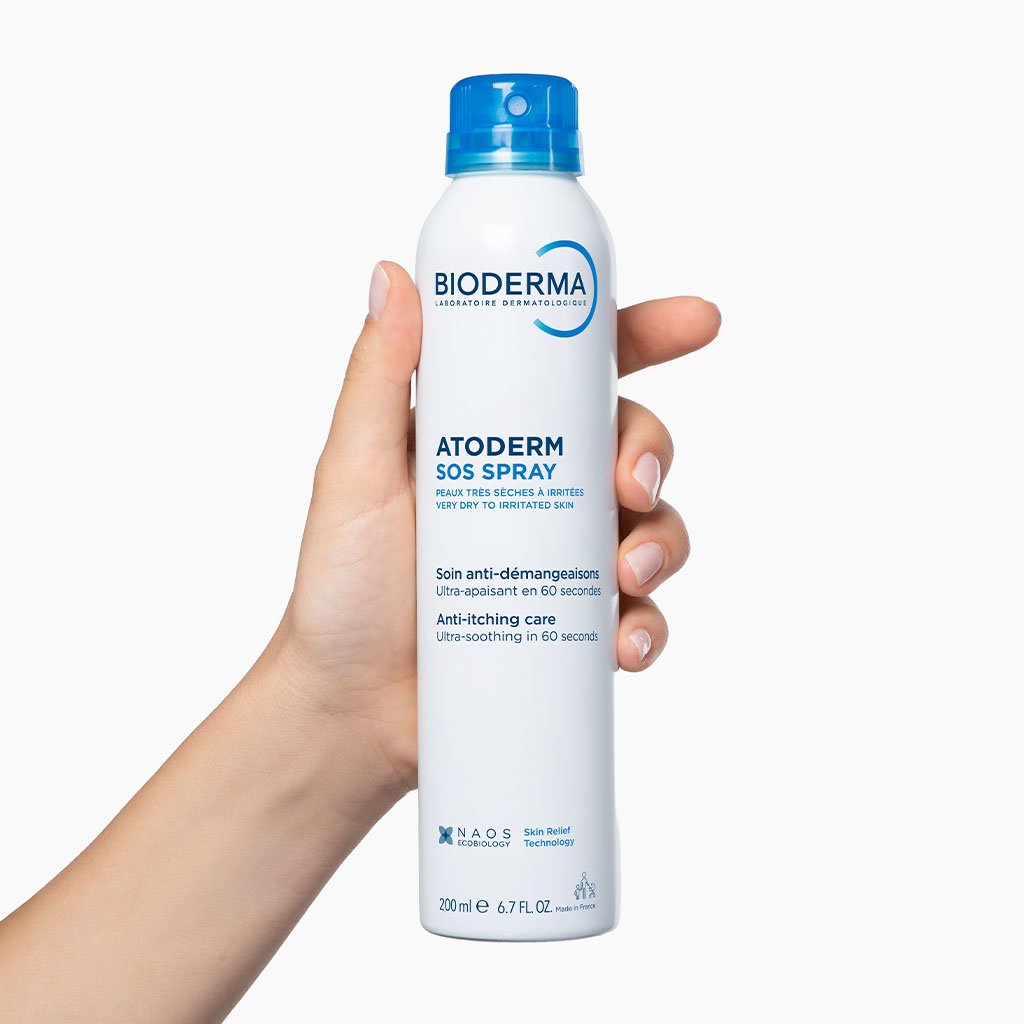 BIODERMA
LABORATOIRE DERMATOLOGIQUE
ATODERM
SOS SPRAY
PEAUX TRÈS SÈCHES À IRRITÉES
VERY DRY TO IRRITATED SKIN
Soin anti-démangeaisons
Ultra-apaisant en 60 secondes
Anti-itching care
Ultra-soothing in 60 seconds
NAOS
ECOBIOLOGY
Skin Relief
Technology
200 ml ℮ 6.7 FL. OZ. Made in France